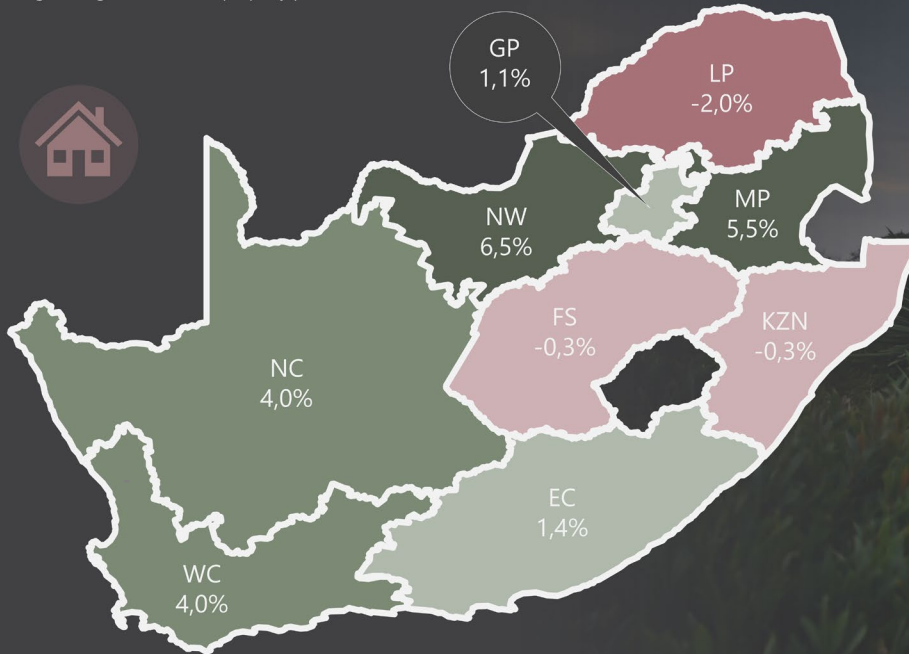 GP
1,1%
LP
-2,0%
MP
5,5%
NW
6,5%
FS
-0,3%
KZN
-0,3%
NC
4,0%
EC
1,4%
WC
4,0%